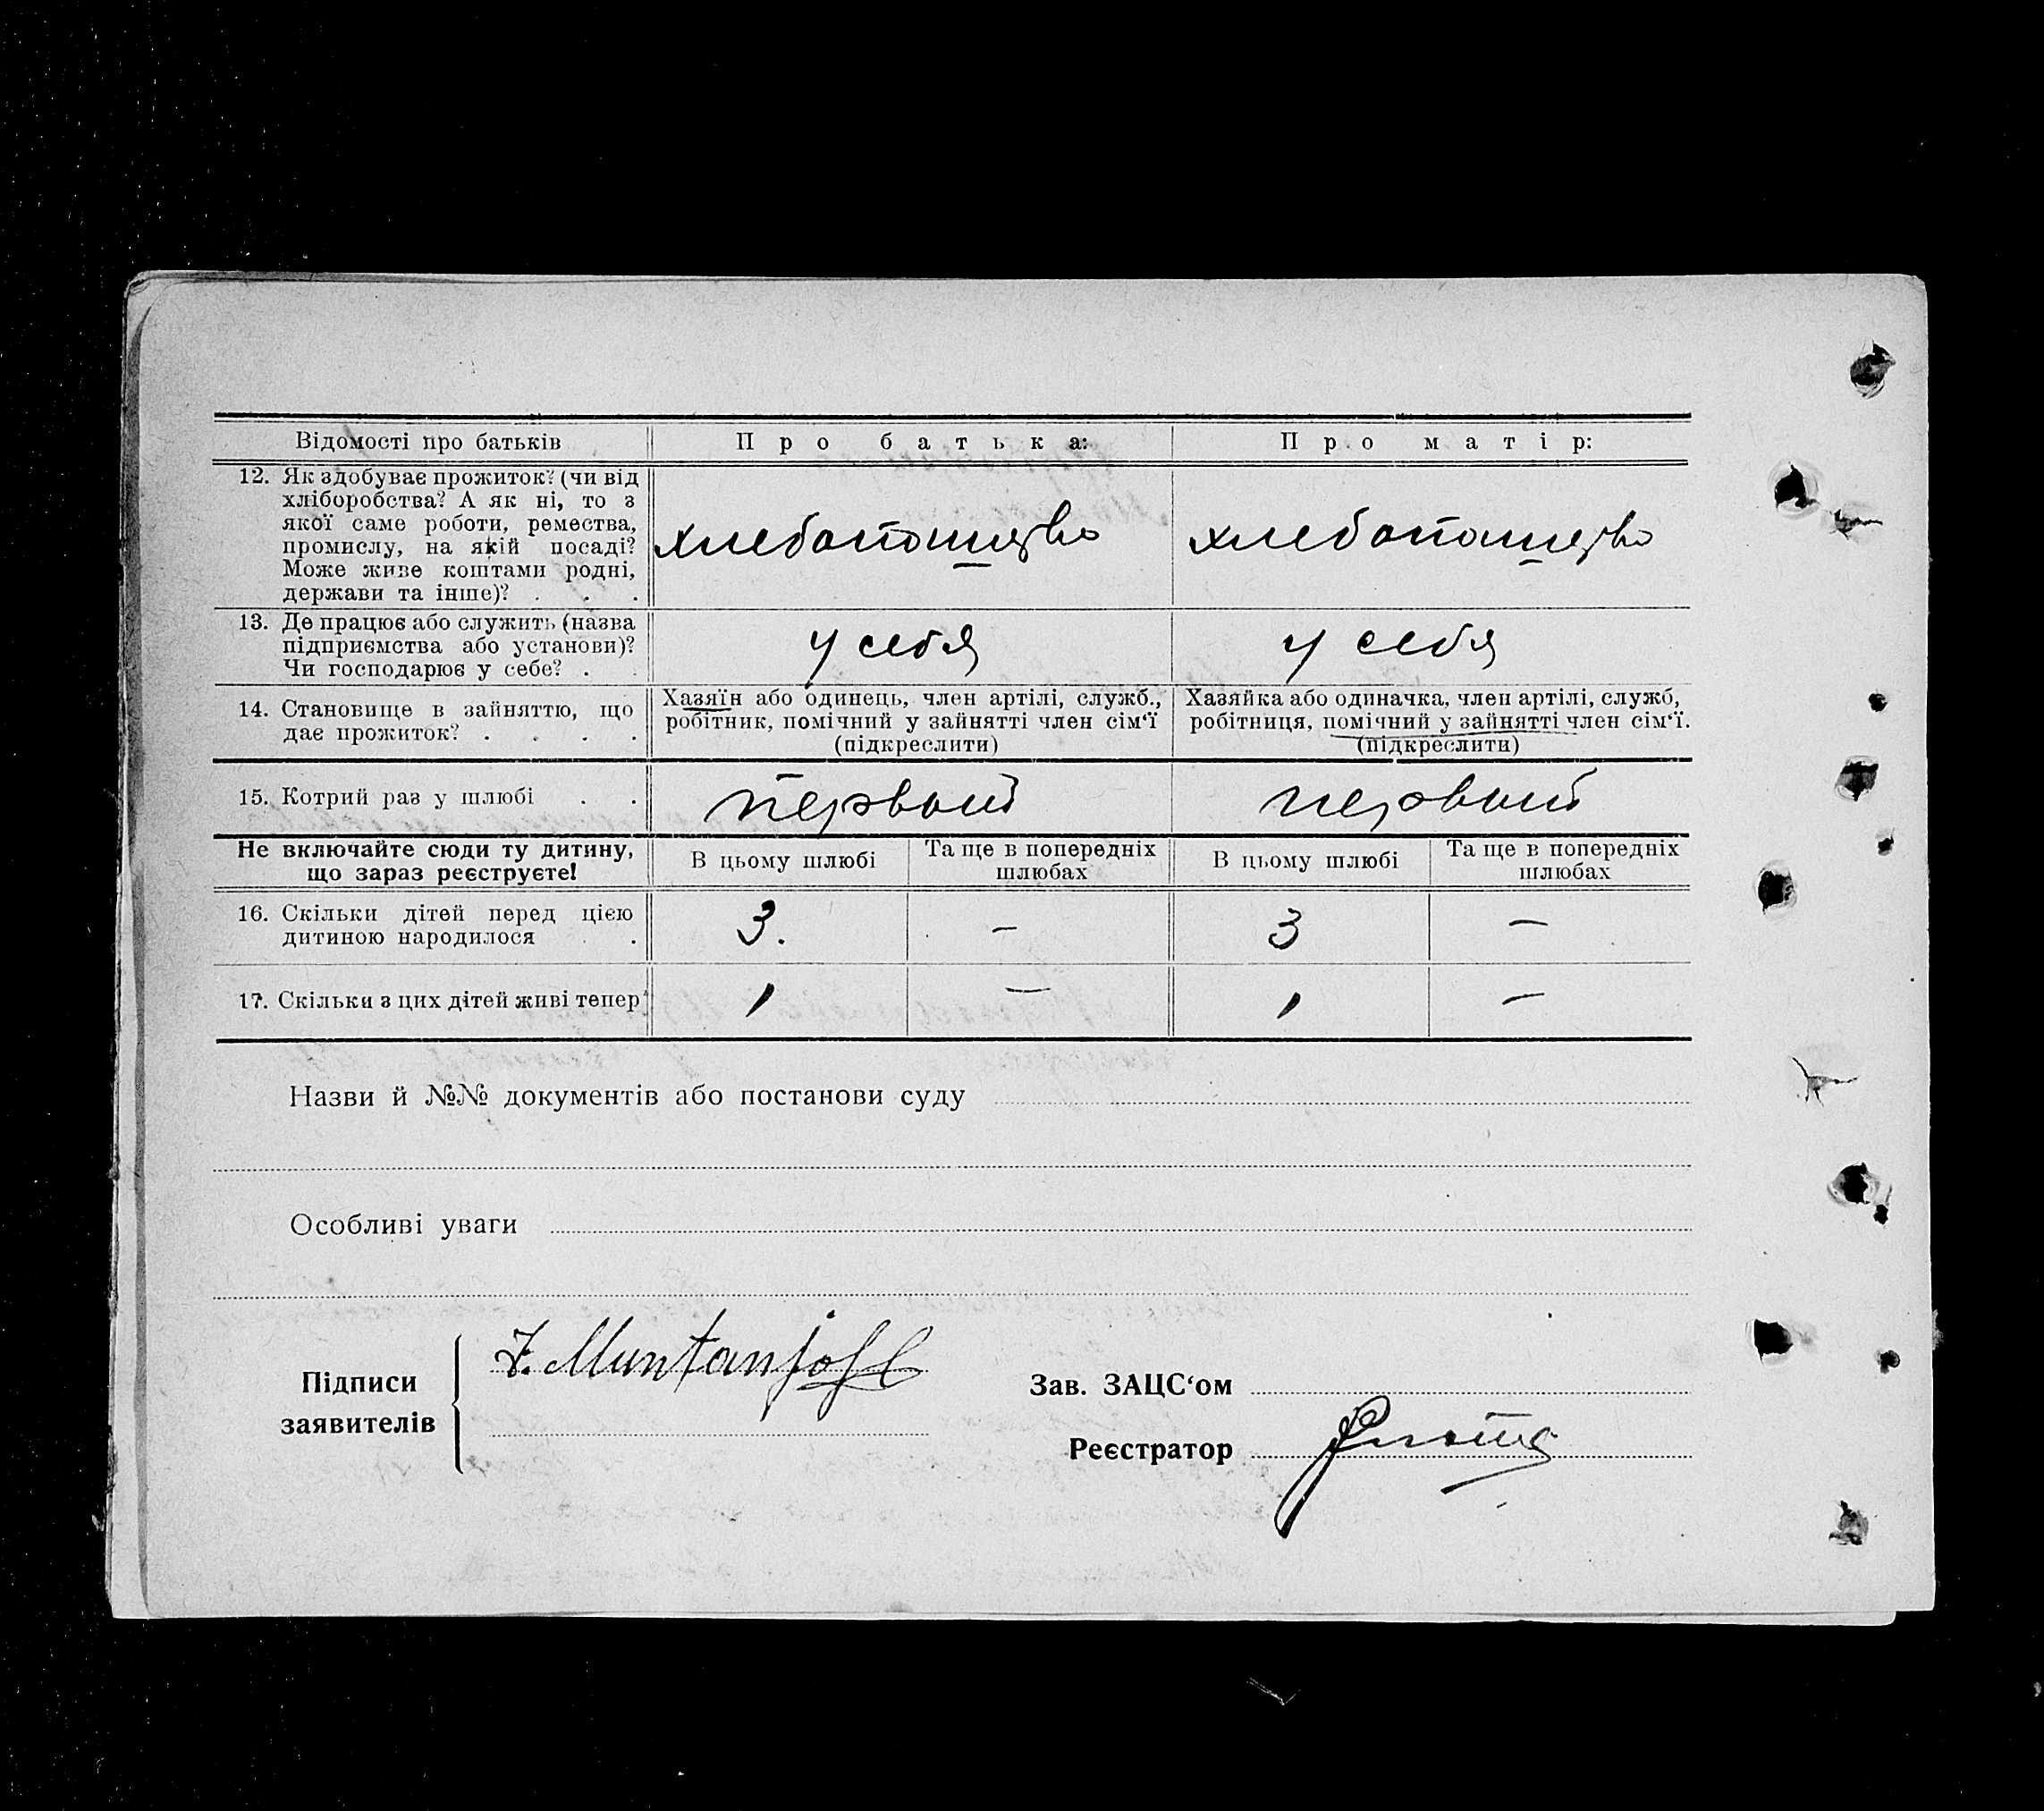 Відомості про батьків Про батька: Про матір:
12. Як здобуває прожиток? (чи від
хліборобства? А як ні, то з
якої саме роботи, ремества,
промислу, на якій посаді?
Може живе коштами родні,
держави та інше)? . . .
хлебопашество хлебопашество
13. Де працює або служить (назва
підприємства або установи)?
Чи господарює у себе? . .
у себя у себя
14. Становище в зайняттю, що
дає прожиток? . . . .
Хазяїн або одинець, член артілі, служб.,
робітник, помічний у зайнятті член сім‘ї
(підкреслити)
Хазяйка або одиначка, член артілі, служб,
робітниця, помічний у зайнятті член сім‘ї.
(підкреслити)
15. Котрий раз у шлюбі . . первый первый
Не включайте сюди ту дитину,
що зараз реєструєте!
В цьому шлюбі
Та ще в попередніх
шлюбах
В цьому шлюбі
Та ще в попередніх
шлюбах
16. Скільки дітей перед цією
дитиною народилося . .
3. – 3 –
17. Скільки з цих дітей живі тепер 1 – 1 –
Назви й №№ документів або постанови суду
Особливі уваги
Підписи
заявителів
Зав. ЗАЦС‘ом
Реєстратор